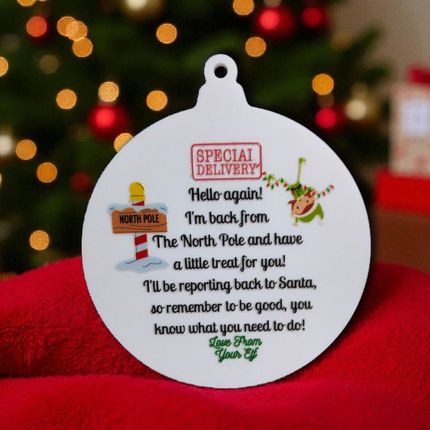 SPECIAL
DELIVERY
Hello again!
I'm back from
NORTH POLE
The North Pole and have
a little treat for you!
I'll be reporting back to Santa,
so remember to be good, you
know what you need to do!
Love From
Your Elf